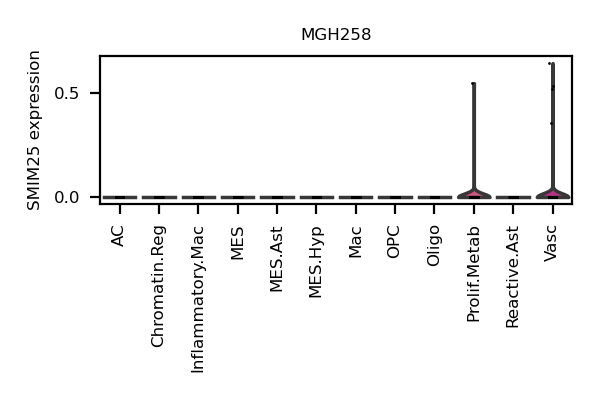 MGH258
SMIM25 expression
0.5
0.0
AC
Chromatin.Reg
Inflammatory.Mac
MES
MES.Ast
MES.Hyp
Mac
OPC
Oligo
Prolif.Metab
Reactive.Ast
Vasc